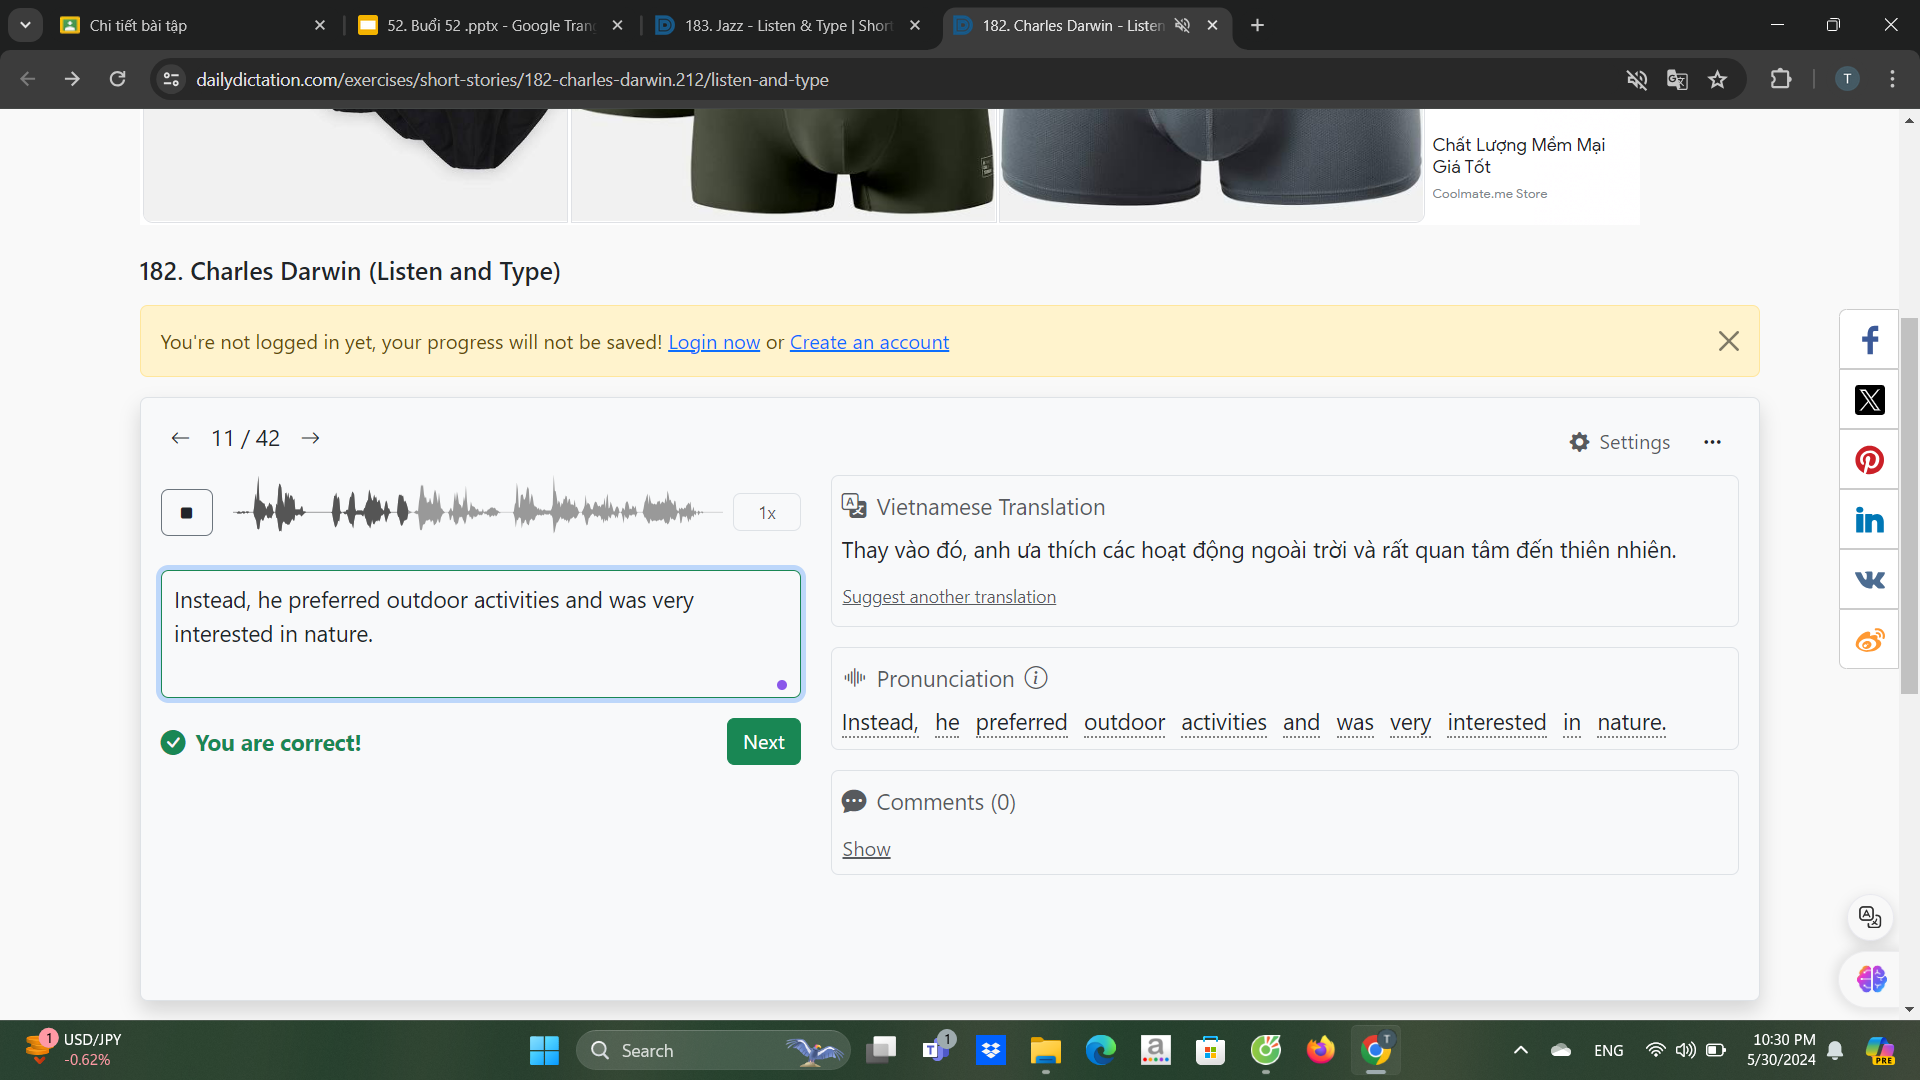 Chi tiết bài tập
52. Buổi 52 .pptx - Google Tran
183. Jazz - Listen & Type | Shor
182. Charles Darwin - Listen
dailydictation.com/exercises/short-stories/182-charles-darwin.212/listen-and-type
T
Chất Lượng Mềm Mại
Giá Tốt
Coolmate.me Store
182. Charles Darwin (Listen and Type)
You're not logged in yet, your progress will not be saved! Login now or Create an account
11 / 42
Settings
1x
Vietnamese Translation
Thay vào đó, anh ưa thích các hoạt động ngoài trời và rất quan tâm đến thiên nhiên.
Suggest another translation
Instead, he preferred outdoor activities and was very
interested in nature.
Pronunciation
Instead, he preferred outdoor activities and was very interested in nature.
You are correct!
Next
Comments (0)
Show
1
USD/JPY
-0.62%
Search
1
T
ENG
10:30 PM
5/30/2024
PRE